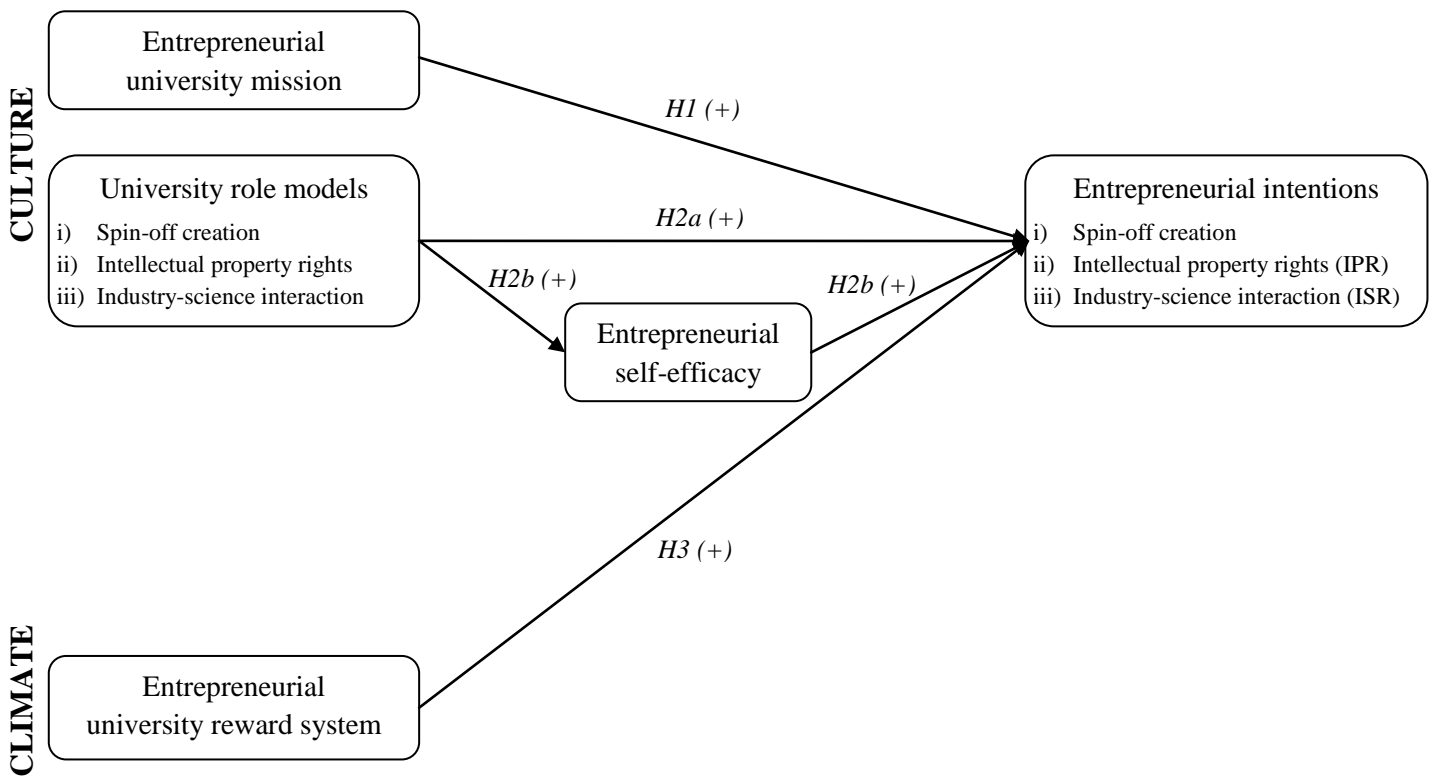 CULTURE
Entrepreneurial
university mission
H1 (+)
University role models
i) Spin-off creation
ii) Intellectual property rights
iii) Industry-science interaction
H2a (+)
H2b (+)
H2b (+)
Entrepreneurial
self-efficacy
Entrepreneurial intentions
i) Spin-off creation
ii) Intellectual property rights (IPR)
iii) Industry-science interaction (ISR)
H3 (+)
CLIMATE
Entrepreneurial
university reward system